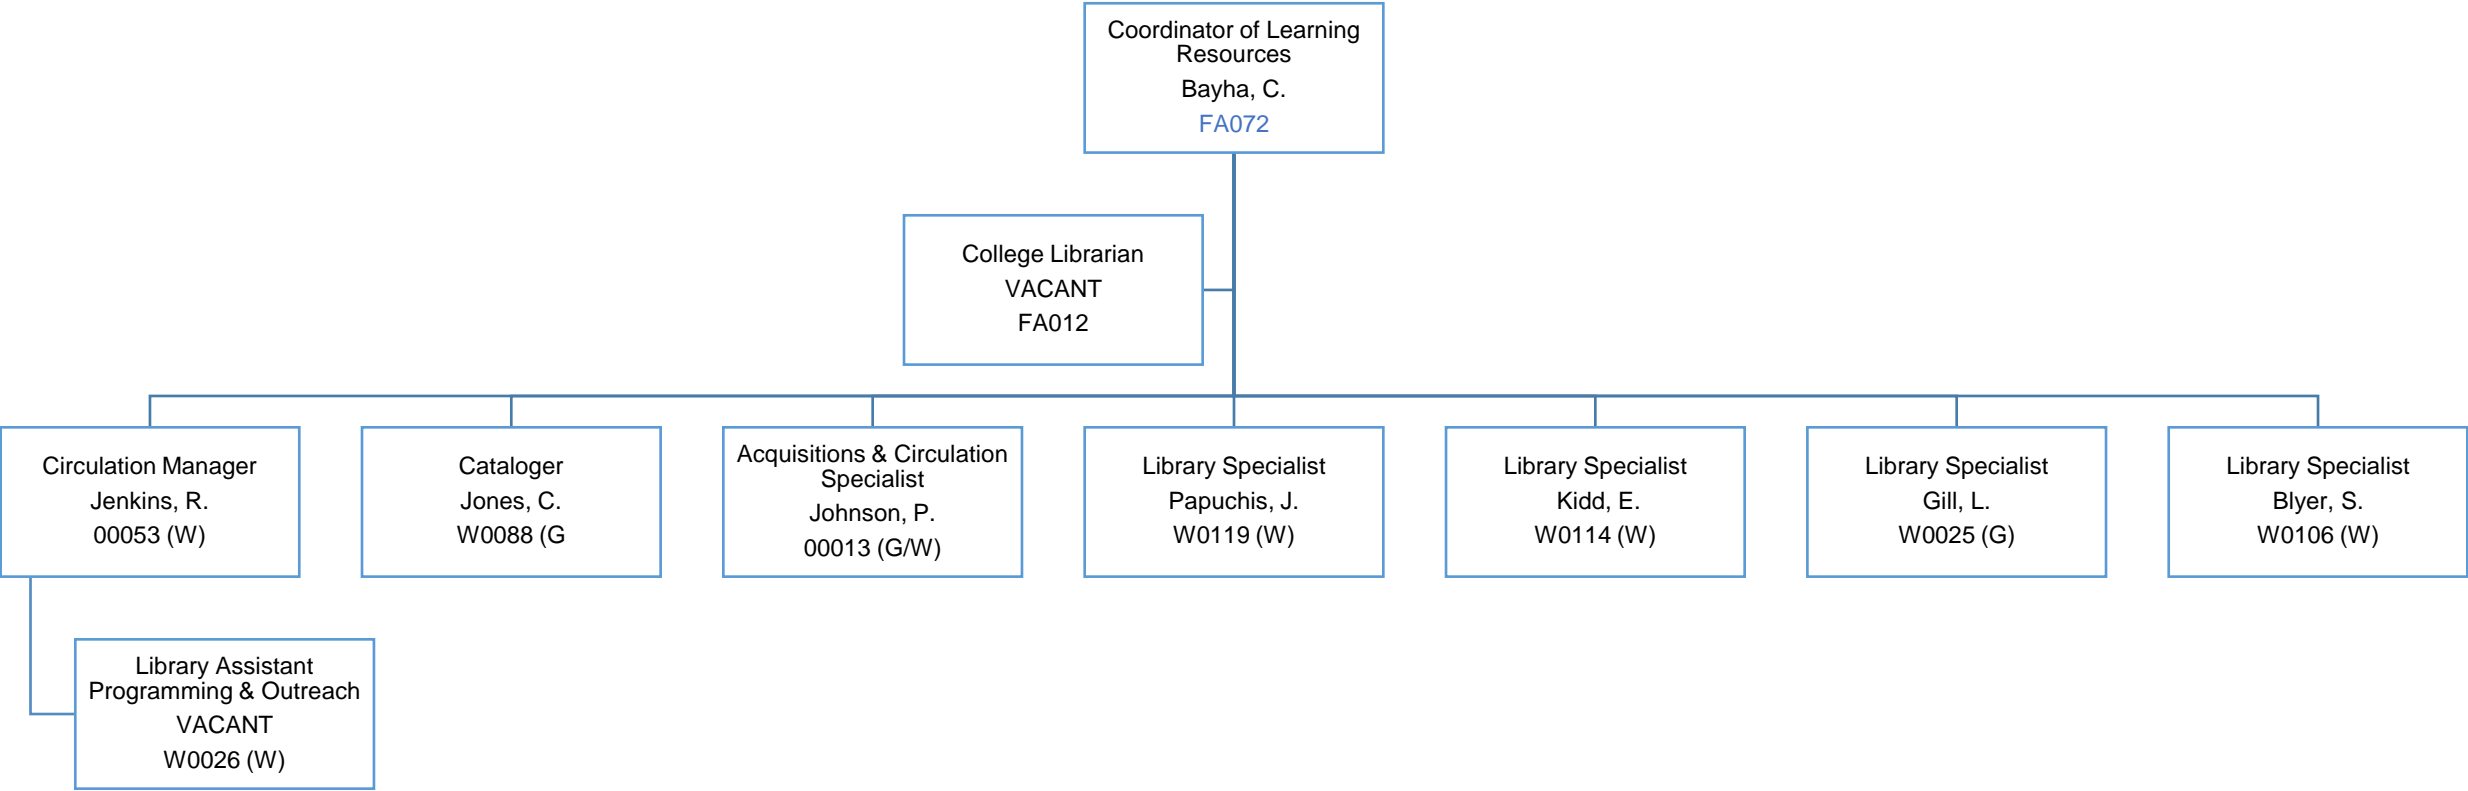 Coordinator of Learning
Resources
Bayha, C.
FA072
College Librarian
VACANT
FA012
Circulation Manager
Jenkins, R.
00053 (W)
Cataloger
Jones, C.
W0088 (G
Acquisitions & Circulation
Specialist
Johnson, P.
00013 (G/W)
Library Specialist
Papuchis, J.
W0119 (W)
Library Specialist
Kidd, E.
W0114 (W)
Library Specialist
Gill, L.
W0025 (G)
Library Specialist
Blyer, S.
W0106 (W)
Library Assistant
Programming & Outreach
VACANT
W0026 (W)